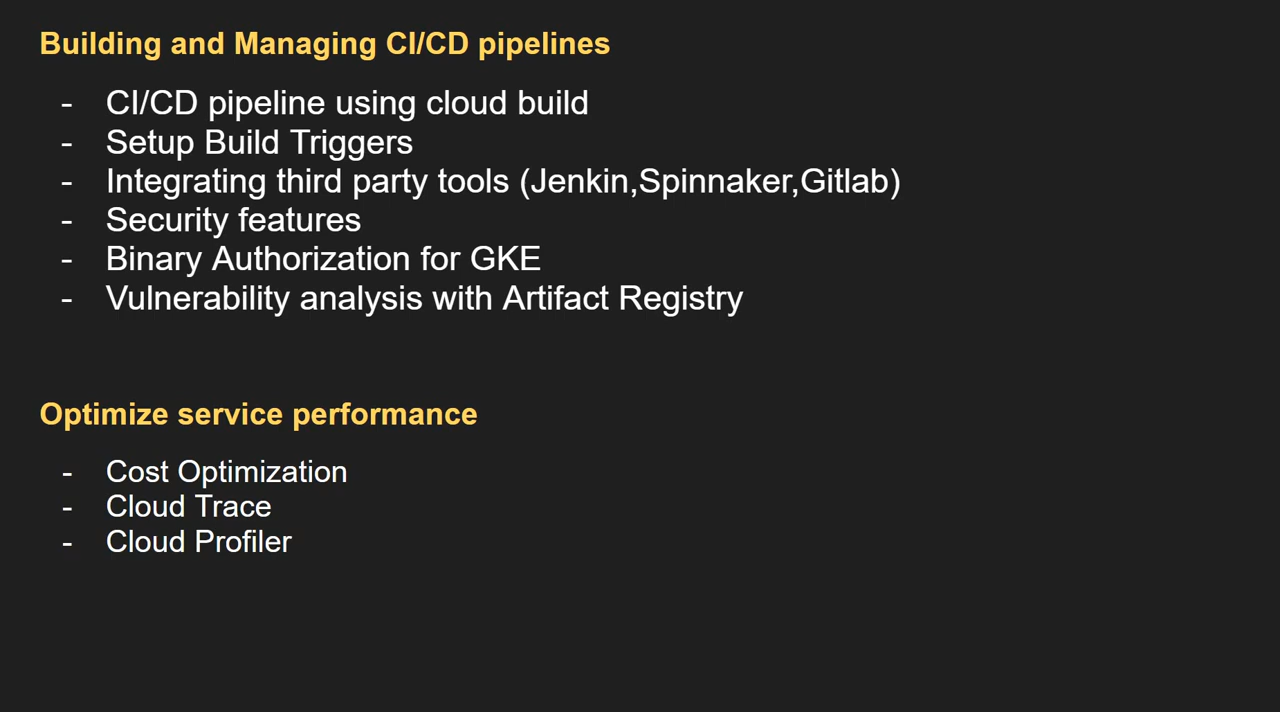 Building and Managing CI/CD pipelines
- CI/CD pipeline using cloud build
- Setup Build Triggers
- Integrating third party tools (Jenkin,Spinnaker,Gitlab)
- Security features
- Binary Authorization for GKE
- Vulnerability analysis with Artifact Registry
Optimize service performance
- Cost Optimization
- Cloud Trace
- Cloud Profiler